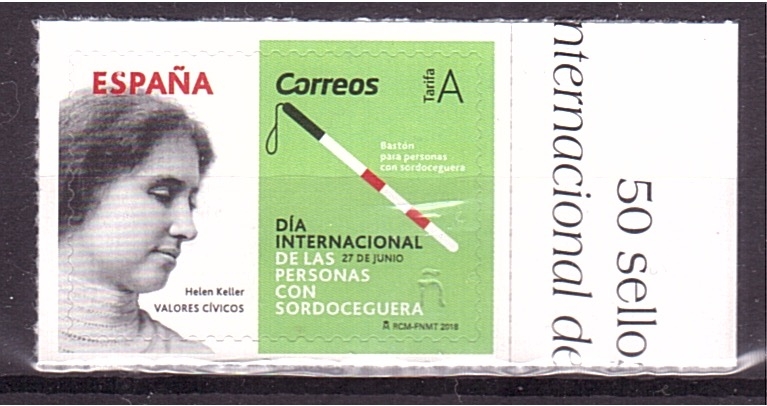 ESPAÑA
Helen Keller
VALORES CÍVICOS
Correos
Tarifa A
Bastón
para personas
con sordoceguera
DÍA
INTERNACIONAL
DE LAS 27 DE JUNIO
PERSONAS
CON
SORDOCEGUERA
Ñ
RCM-FNMT 2018
50 sello
nternacional de